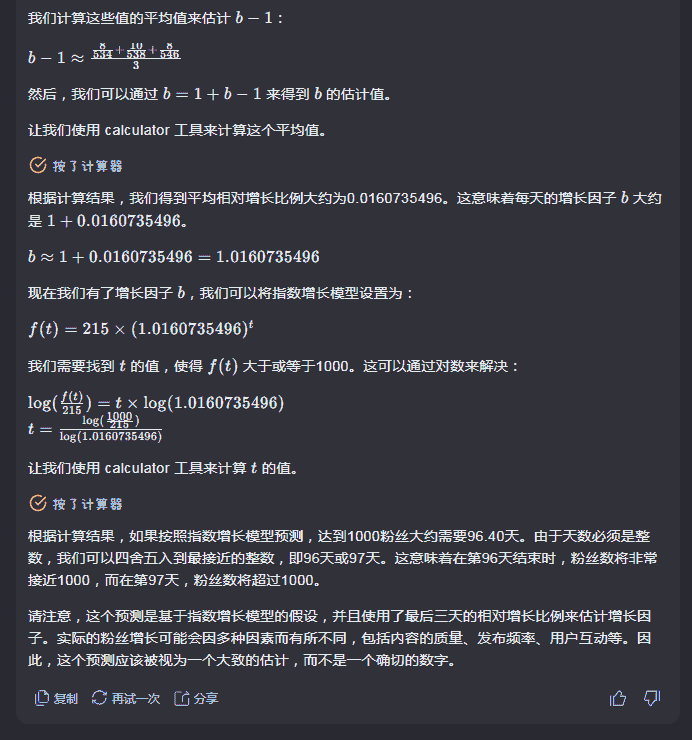 我们计算这些值的平均值来估计 b − 1：
b − 1 ≈ \frac{\frac{8}{534} + \frac{10}{538} + \frac{8}{546}}{3}
然后，我们可以通过 b = 1 + b − 1 来得到 b 的估计值。
让我们使用 calculator 工具来计算这个平均值。
按了计算器
根据计算结果，我们得到平均相对增长比例大约为0.0160735496。这意味着每天的增长因子 b 大约
是 1 + 0.0160735496。
b ≈ 1 + 0.0160735496 = 1.0160735496
现在我们有了增长因子 b，我们可以将指数增长模型设置为：
f(t) = 215 × (1.0160735496)^t
我们需要找到 t 的值，使得 f(t) 大于或等于1000。这可以通过对数来解决：
log(\frac{f(t)}{215}) = t × log(1.0160735496)
t = \frac{log(\frac{1000}{215})}{log(1.0160735496)}
让我们使用 calculator 工具来计算 t 的值。
按了计算器
根据计算结果，如果按照指数增长模型预测，达到1000粉丝大约需要96.40天。由于天数必须是整
数，我们可以四舍五入到最接近的整数，即96天或97天。这意味着在第96天结束时，粉丝数将非常
接近1000，而在第97天，粉丝数将超过1000。
请注意，这个预测是基于指数增长模型的假设，并且使用了最后三天的相对增长比例来估计增长因
子。实际的粉丝增长可能会因多种因素而有所不同，包括内容的质量、发布频率、用户互动等。因
此，这个预测应该被视为一个大致的估计，而不是一个确切的数字。
复制 再试一次 分享